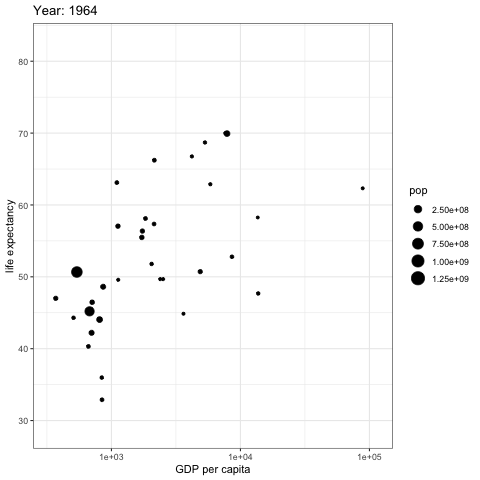 Year: 1964
80
70
60
50
40
30
life expectancy
1e+03
1e+04
1e+05
GDP per capita
pop
2.50e+08
5.00e+08
7.50e+08
1.00e+09
1.25e+09